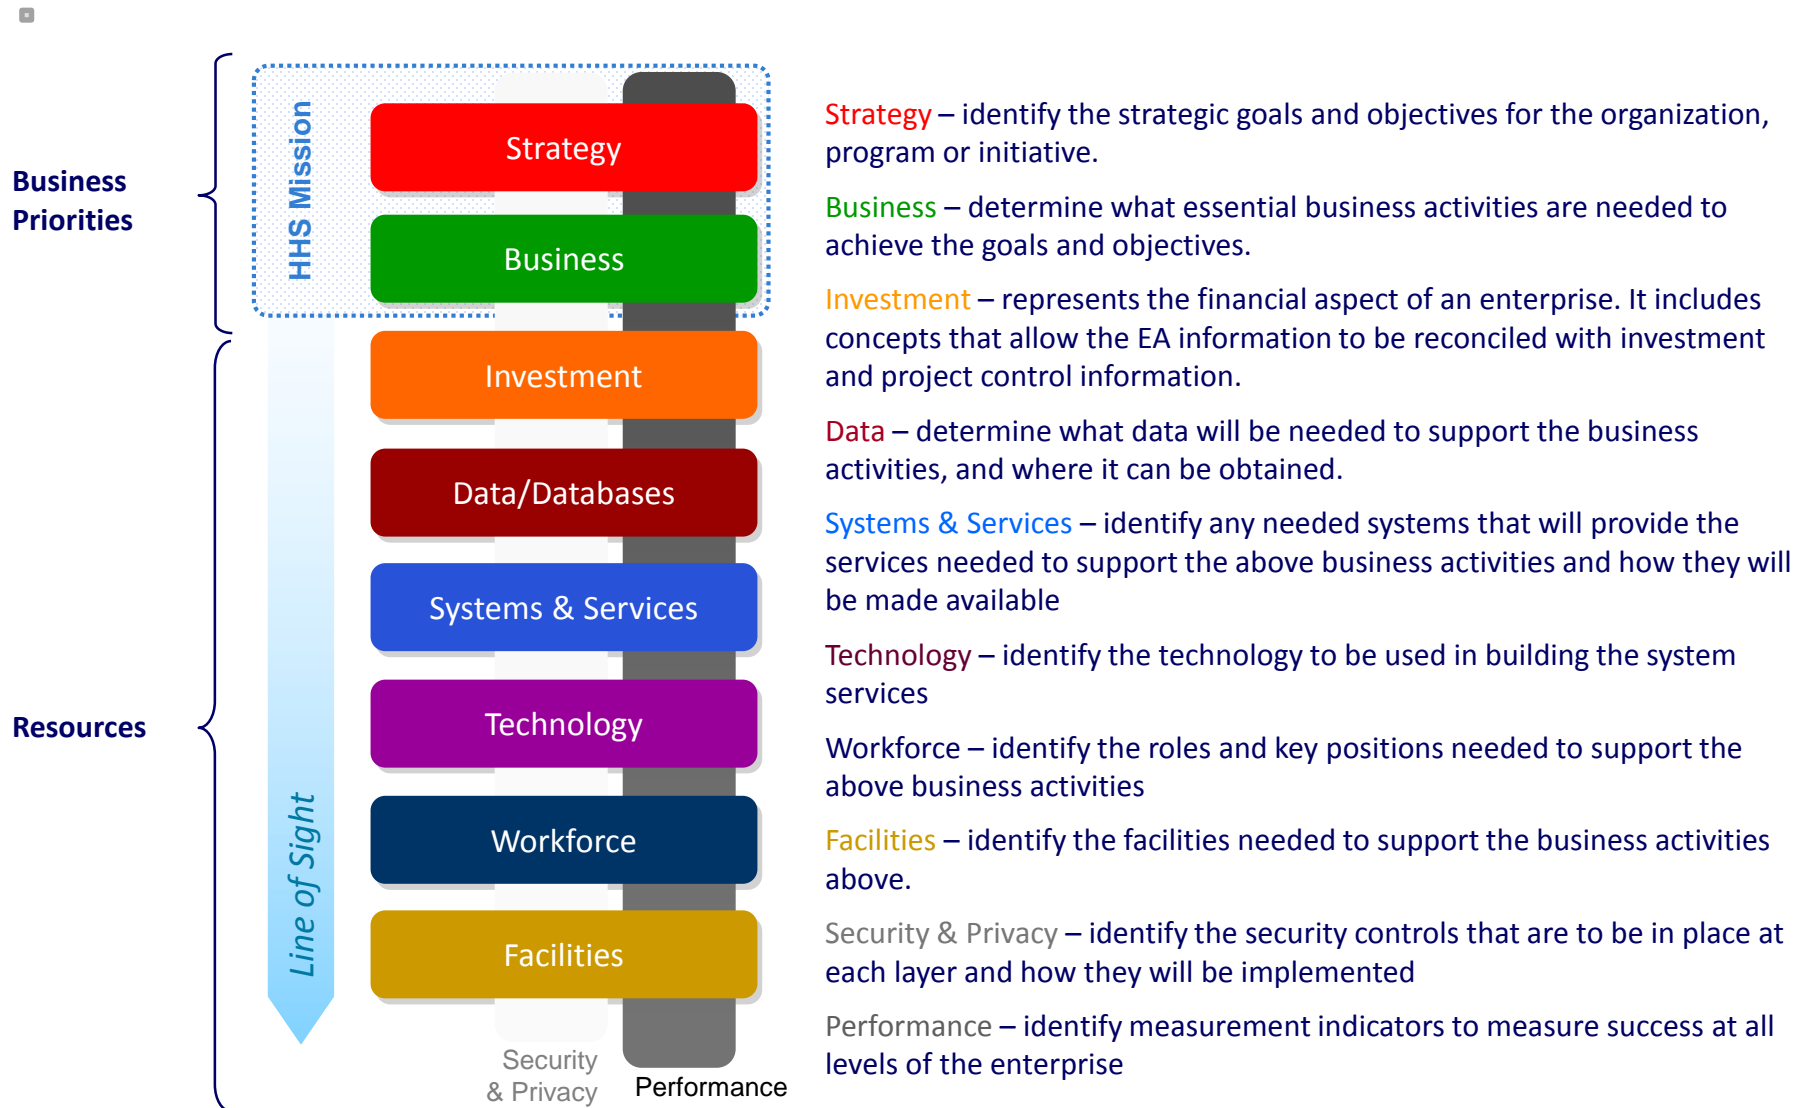 Business
Priorities
HHS Mission
Strategy
Business
Investment
Data/Databases
Systems & Services
Technology
Workforce
Facilities
Resources
Line of Sight
Security
& Privacy
Performance
Strategy – identify the strategic goals and objectives for the organization,
program or initiative.
Business – determine what essential business activities are needed to
achieve the goals and objectives.
Investment – represents the financial aspect of an enterprise. It includes
concepts that allow the EA information to be reconciled with investment
and project control information.
Data – determine what data will be needed to support the business
activities, and where it can be obtained.
Systems & Services – identify any needed systems that will provide the
services needed to support the above business activities and how they will
be made available
Technology – identify the technology to be used in building the system
services
Workforce – identify the roles and key positions needed to support the
above business activities
Facilities – identify the facilities needed to support the business activities
above.
Security & Privacy – identify the security controls that are to be in place at
each layer and how they will be implemented
Performance – identify measurement indicators to measure success at all
levels of the enterprise